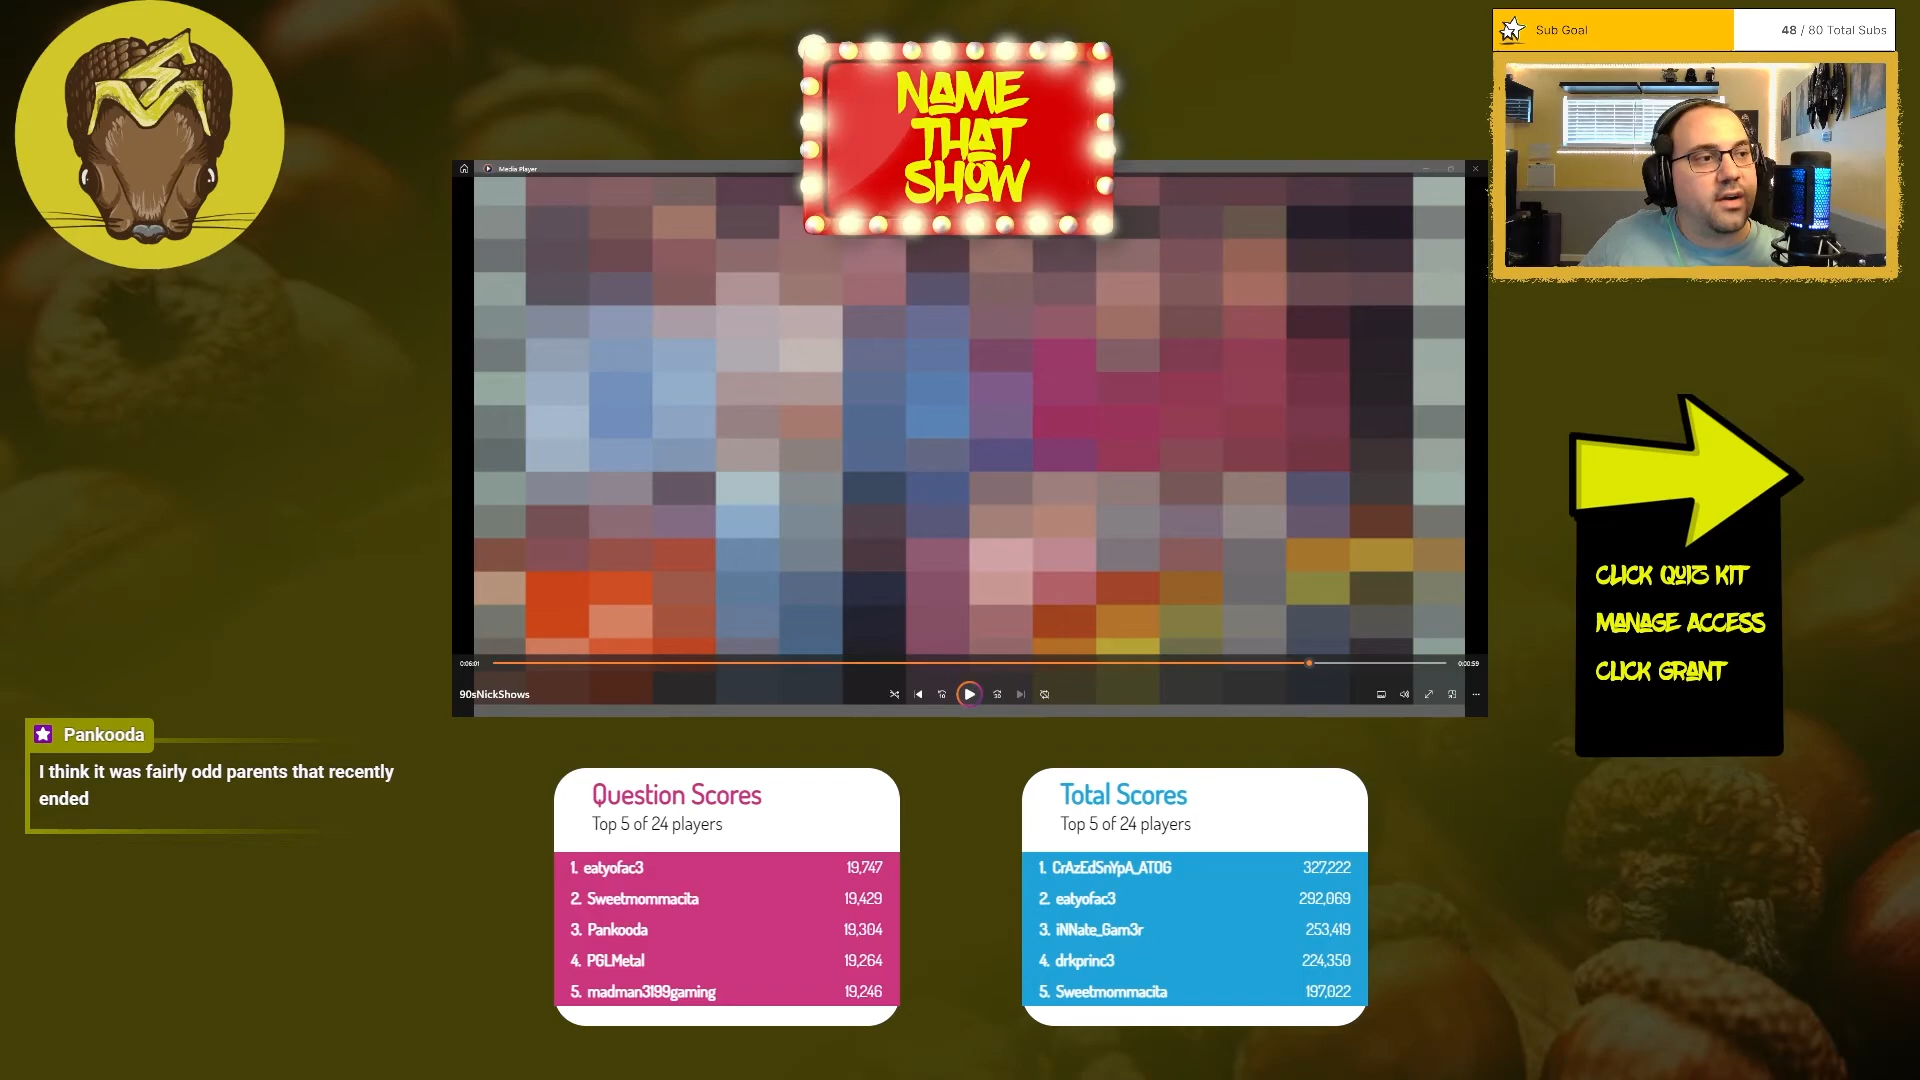 Sub Goal
48 / 80 Total Subs
NAME
THAT
SHOW
Media Player
0:06:01
0:00:59
90sNickShows
CLICK QUIZ KIT
MANAGE ACCESS
CLICK GRANT
Pankooda
I think it was fairly odd parents that recently
ended
Question Scores
Top 5 of 24 players
1. eatyofac3 19,747
2. Sweetmommacita 19,429
3. Pankooda 19,304
4. PGLMetal 19,264
5. madman3199gaming 19,246
Total Scores
Top 5 of 24 players
1. CrAzEdSnYpA_AT0G 327,222
2. eatyofac3 292,069
3. iNNate_Gam3r 253,419
4. drkprinc3 224,350
5. Sweetmommacita 197,022